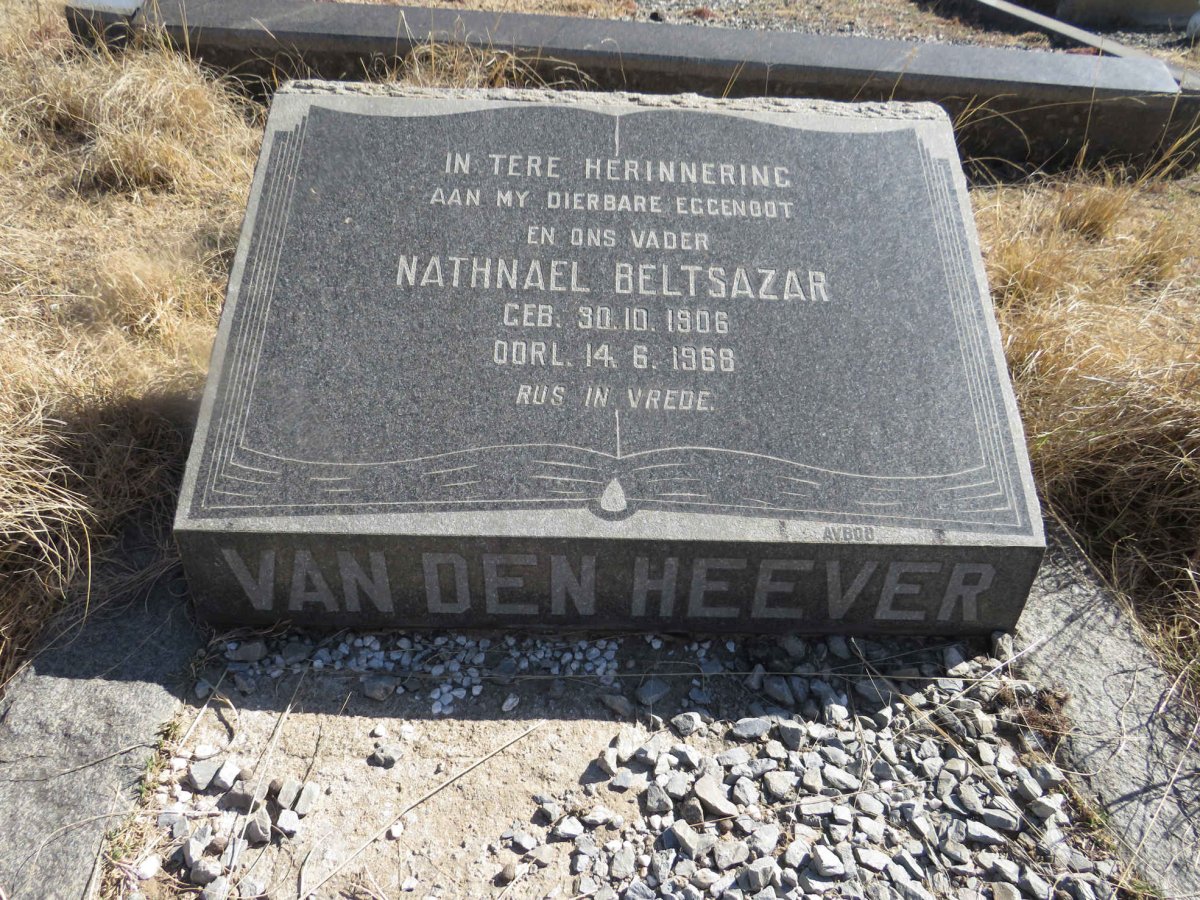 IN TERE HERINNERING
AAN MY DIERBARE EGGENOOT
EN ONS VADER
NATHNAEL BELTSAZAR
GEB. 30.10.1906
OORL. 14.6.1968
RUS IN VREDE.
AVBOB
VAN DEN HEEVER